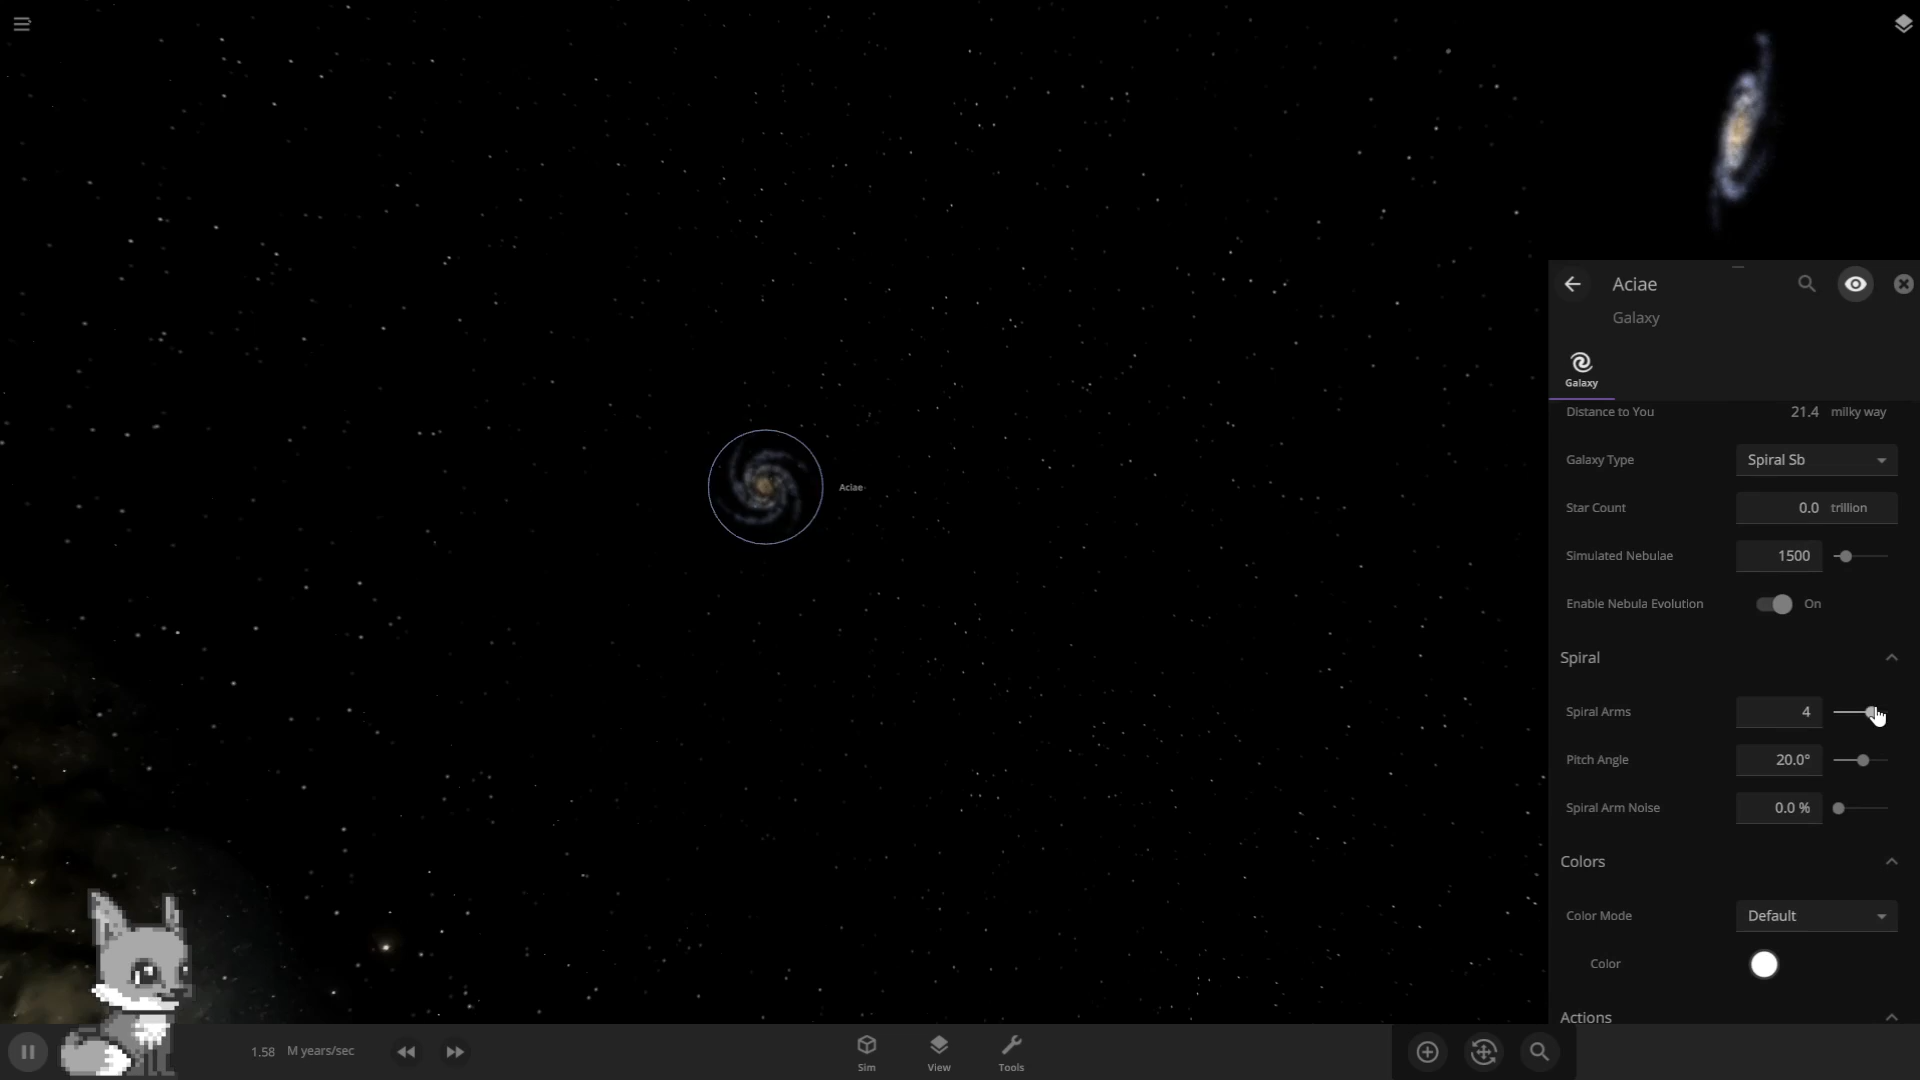 Aciae
Galaxy
Galaxy
Distance to You 21.4 milky way
Galaxy Type Spiral Sb
Star Count 0.0 trillion
Simulated Nebulae 1500
Enable Nebula Evolution On
Spiral
Spiral Arms 4
Pitch Angle 20.0°
Spiral Arm Noise 0.0 %
Colors
Color Mode Default
Color
Actions
Aciae
1.58 M years/sec
Sim View Tools